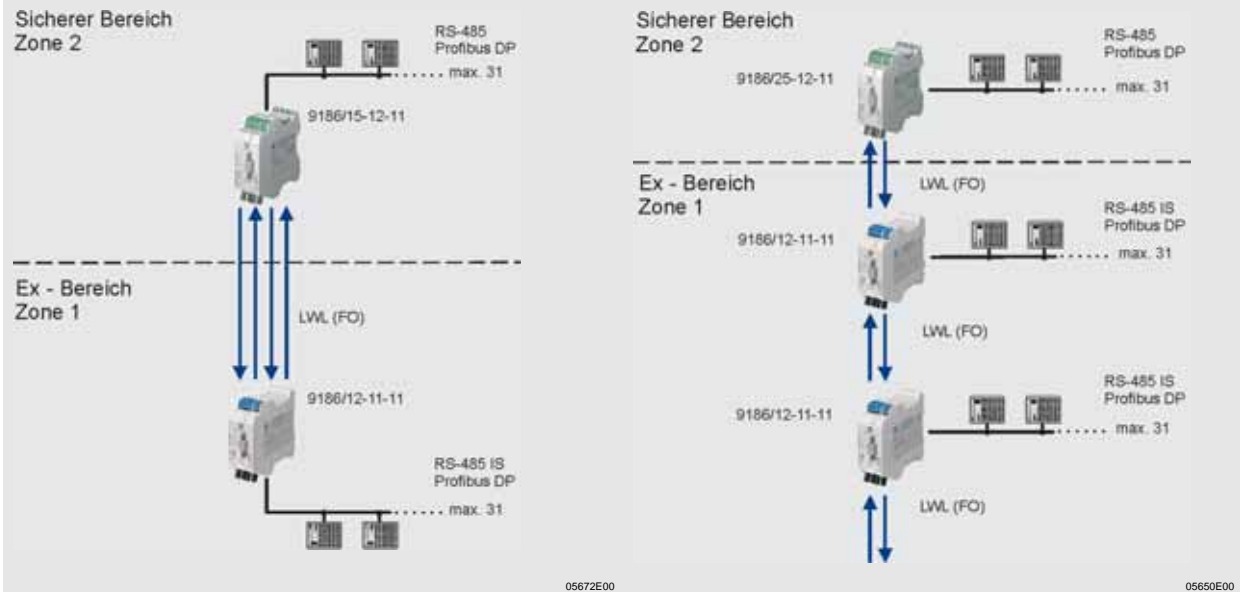 Sicherer Bereich
Zone 2
RS-485
Profibus DP
max. 31
9186/15-12-11
Ex - Bereich
Zone 1
LWL (FO)
9186/12-11-11
RS-485 IS
Profibus DP
max. 31
05672E00
Sicherer Bereich
Zone 2
RS-485
Profibus DP
9186/25-12-11
max. 31
Ex - Bereich
Zone 1
LWL (FO)
RS-485 IS
Profibus DP
9186/12-11-11
max. 31
LWL (FO)
RS-485 IS
Profibus DP
9186/12-11-11
max. 31
LWL (FO)
05650E00